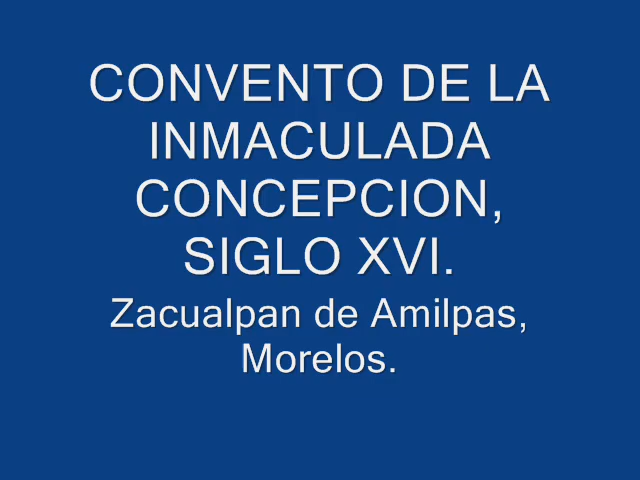 CONVENTO DE LA
INMACULADA
CONCEPCION,
SIGLO XVI.
Zacualpan de Amilpas,
Morelos.